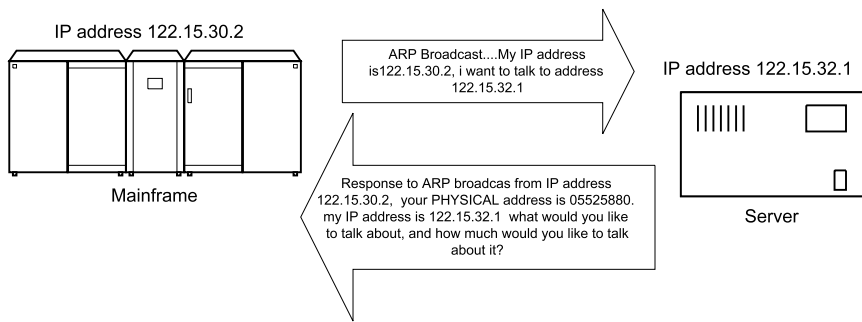 IP address 122.15.30.2
ARP Broadcast....My IP address
is122.15.30.2, i want to talk to address
122.15.32.1
IP address 122.15.32.1
Mainframe
Response to ARP broadcas from IP address
122.15.30.2, your PHYSICAL address is 05525880.
my IP address is 122.15.32.1 what would you like
to talk about, and how much would you like to talk
about it?
Server